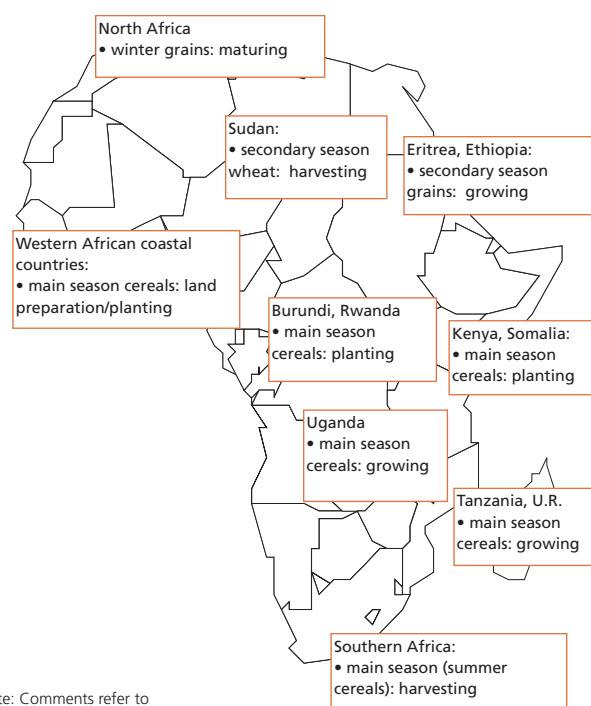 North Africa
• winter grains: maturing
Sudan:
• secondary season
wheat: harvesting
Eritrea, Ethiopia:
• secondary season
grains: growing
Western African coastal
countries:
• main season cereals: land
preparation/planting
Burundi, Rwanda
• main season
cereals: planting
Kenya, Somalia:
• main season
cereals: planting
Uganda
• main season
cereals: growing
Tanzania, U.R.
• main season
cereals: growing
Southern Africa:
• main season (summer
cereals): harvesting
te: Comments refer to